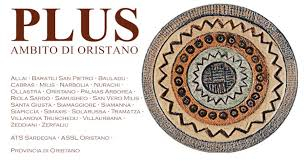 PLUS
AMBITO DI ORISTANO
ALLAI · BARATILI SAN PIETRO · BAULADU
CABRAS · MILIS · NARBOLIA · NURACHI
OLLASTRA · ORISTANO · PALMAS ARBOREA
RIOLA SARDO · SAMUGHEO · SAN VERO MILIS
SANTA GIUSTA · SIAMAGGIORE · SIAMANNA
SIAPICCIA · SIMAXIS · SOLARUSSA · TRAMATZA
VILLANOVA TRUSCHEDU · VILLAURBANA
ZEDDIANI · ZERFALIU
ATS SARDEGNA · ASSL ORISTANO
PROVINCIA DI ORISTANO